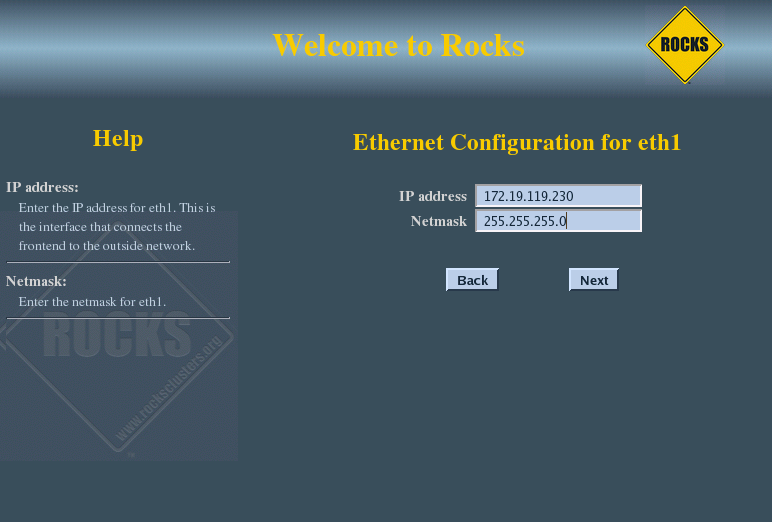 Welcome to Rocks
ROCKS
Help
Ethernet Configuration for eth1
IP address:
Enter the IP address for eth1. This is
the interface that connects the
frontend to the outside network.
Netmask:
Enter the netmask for eth1.
IP address 172.19.119.230
Netmask 255.255.255.0
Back Next
ROCKS
www.rocksclusters.org